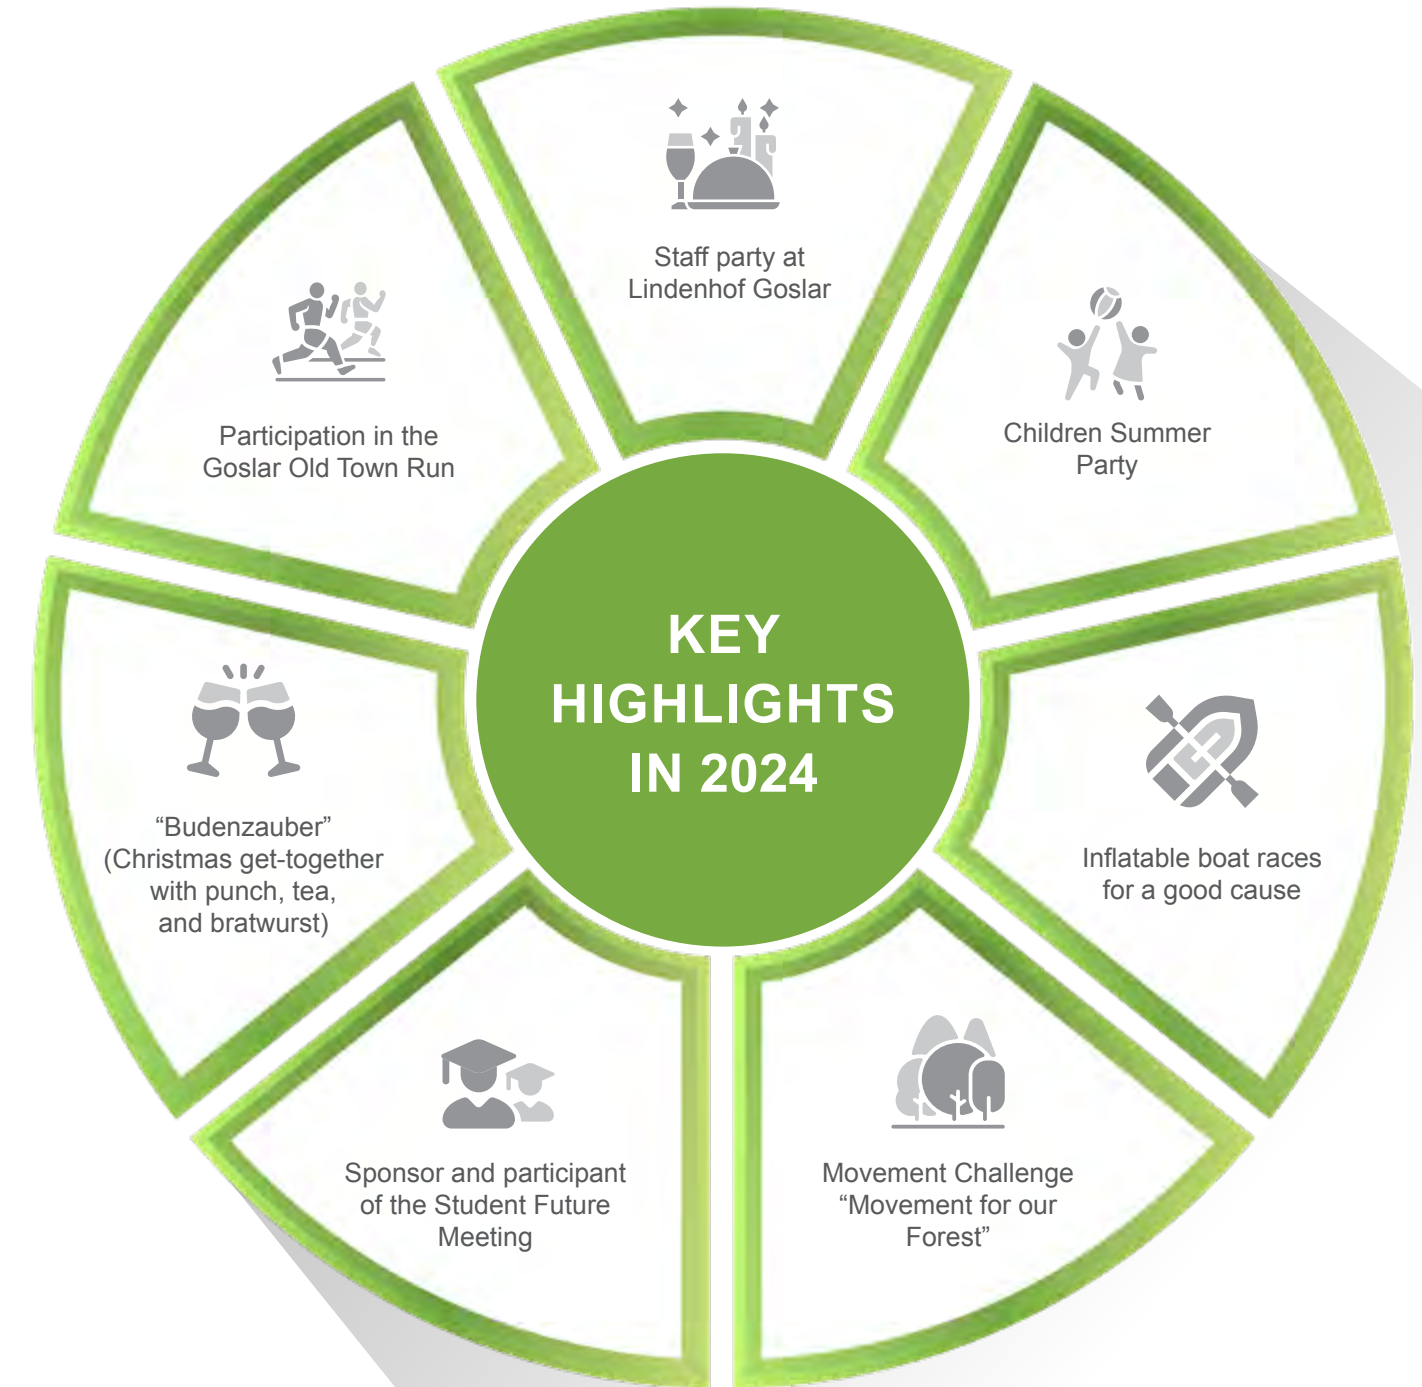 Staff party at
Lindenhof Goslar
Children Summer
Party
Inflatable boat races
for a good cause
Movement Challenge
“Movement for our
Forest”
Sponsor and participant
of the Student Future
Meeting
“Budenzauber”
(Christmas get-together
with punch, tea,
and bratwurst)
Participation in the
Goslar Old Town Run
KEY
HIGHLIGHTS
IN 2024